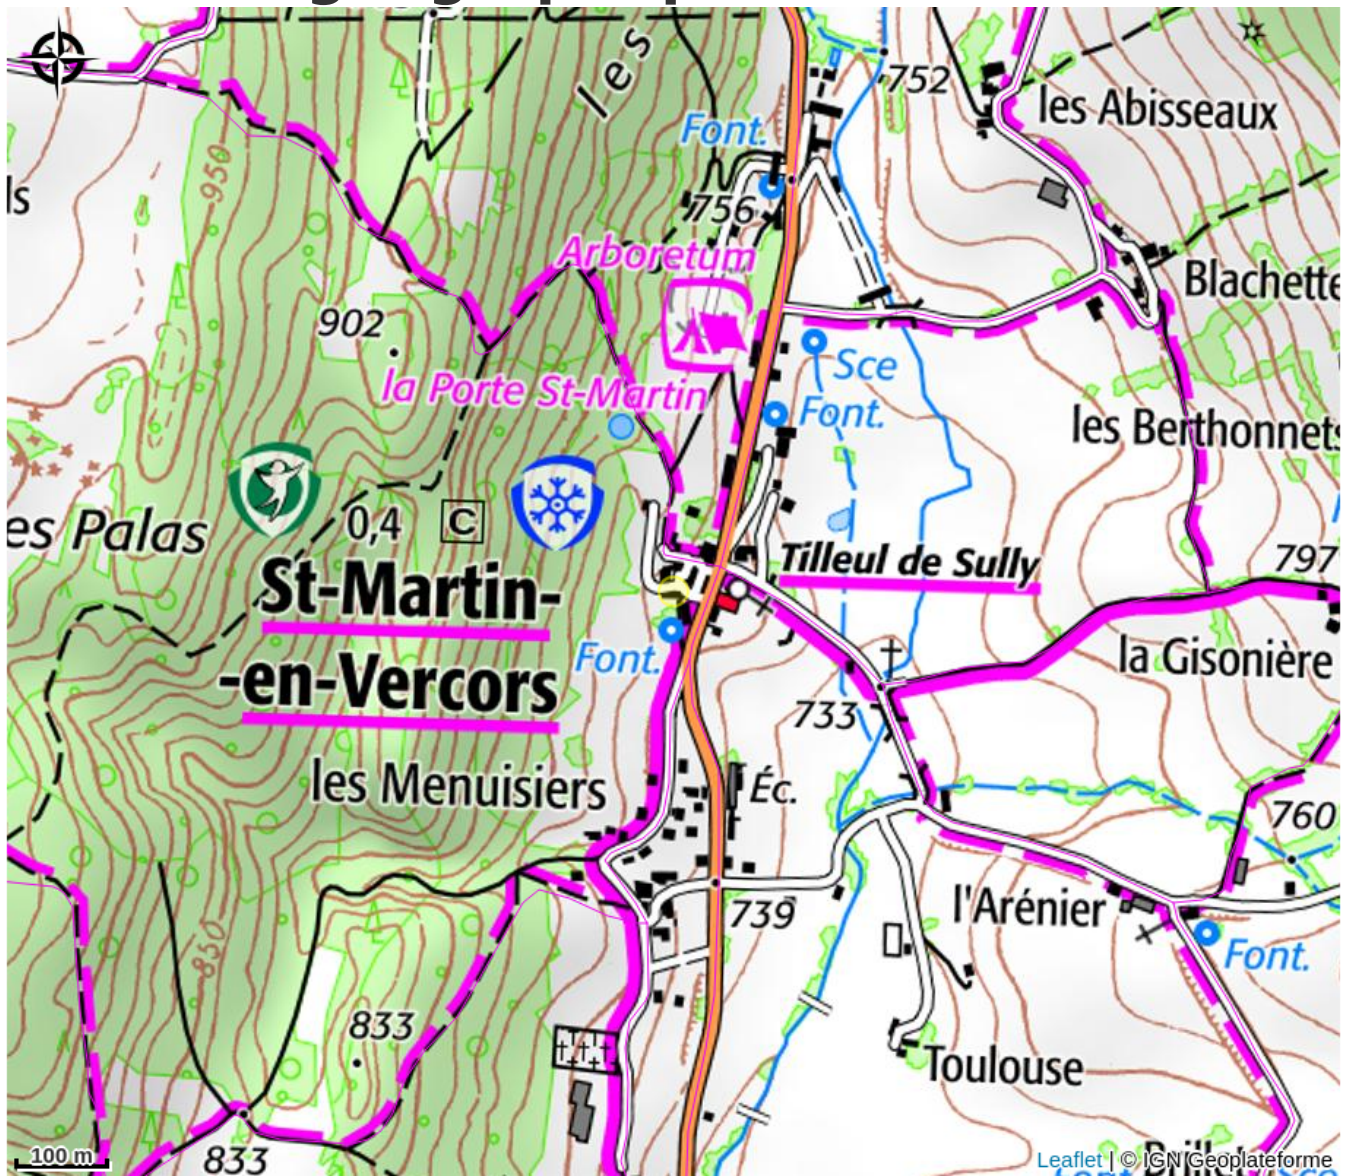 les
752
les Abisseaux
Font.
950
ls
756
Arboretum
Blachette
902
Sce
la Porte St-Martin
Font.
les Berthonnets
0,4
C
es Palas
Tilleul de Sully
797
St-Martin-
-en-Vercors
Font.
la Gisonière
733
les Menuisiers
Éc.
760
l'Arénier
739
850
Font.
833
Toulouse
100 m
833
Leaflet | © IGN Geoplateforme